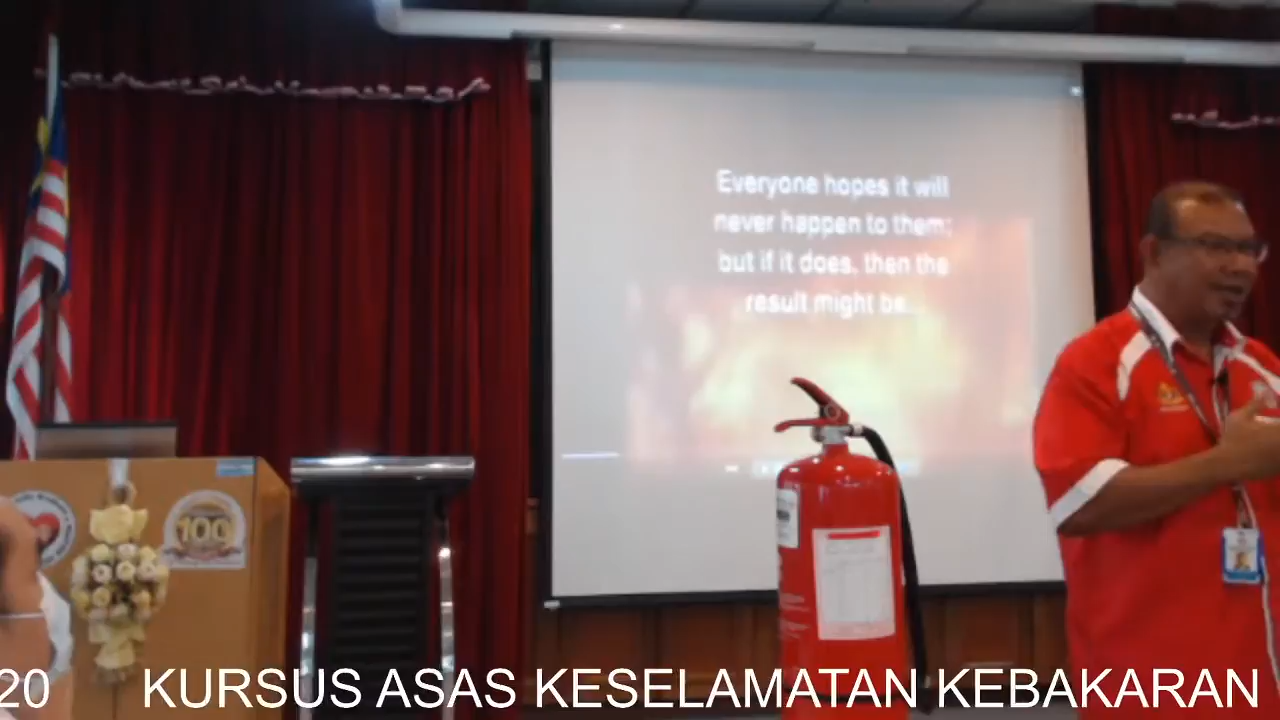 Everyone hopes it will
never happen to them;
but if it does, then the
result might be...
100
20 KURSUS ASAS KESELAMATAN KEBAKARAN